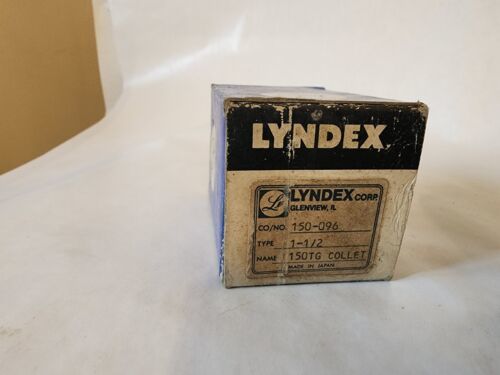 LYNDEX
LYNDEX CORP.
GLENVIEW, IL
CO/NO. 150-096
TYPE 1-1/2
NAME 150TG COLLET
MADE IN JAPAN